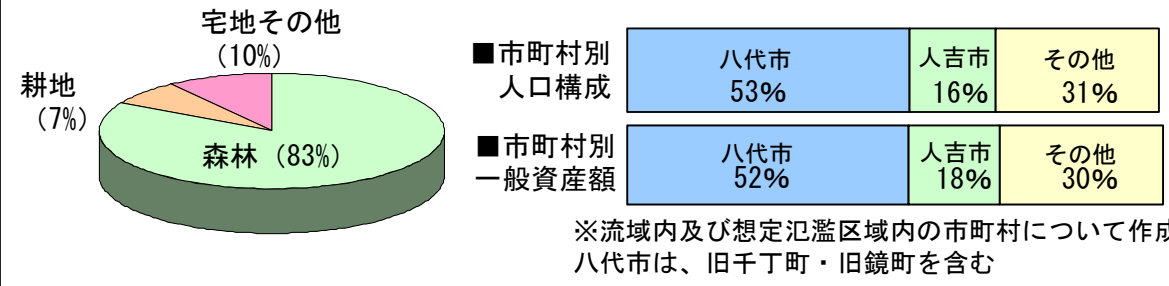 宅地その他
(10%)
耕地
(7%)
森林 (83%)
■市町村別
人口構成
八代市
53%
人吉市
16%
その他
31%
■市町村別
一般資産額
八代市
52%
人吉市
18%
その他
30%
※流域内及び想定氾濫区域内の市町村について作成
八代市は、旧千丁町・旧鏡町を含む